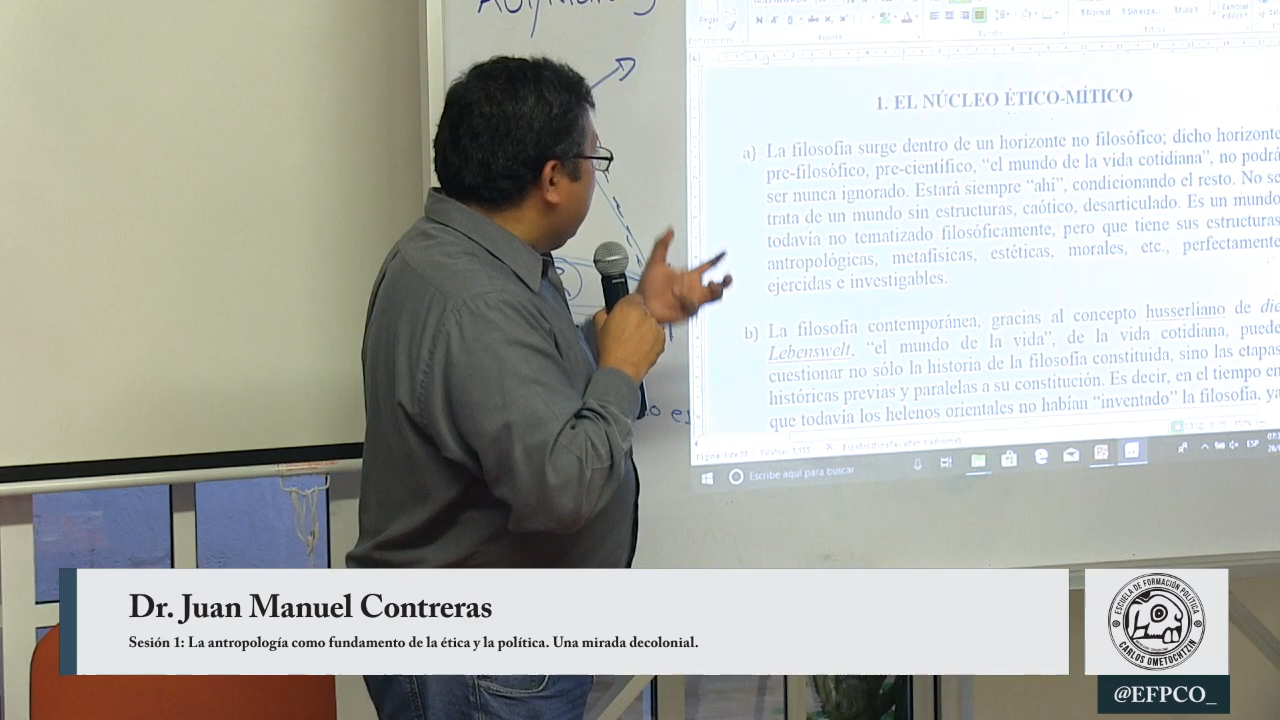 1. EL NÚCLEO ÉTICO-MÍTICO
a) La filosofía surge dentro de un horizonte no filosófico; dicho horizonte
pre-filosófico, pre-científico, “el mundo de la vida cotidiana”, no podrá
ser nunca ignorado. Estará siempre “ahí”, condicionando el resto. No se
trata de un mundo sin estructuras, caótico, desarticulado. Es un mundo
todavía no tematizado filosóficamente, pero que tiene sus estructuras
antropológicas, metafísicas, estéticas, morales, etc., perfectamente
ejercidas e investigables.
b) La filosofía contemporánea, gracias al concepto husserliano de die
Lebenswelt, “el mundo de la vida”, de la vida cotidiana, puede
cuestionar no sólo la historia de la filosofía constituida, sino las etapas
históricas previas y paralelas a su constitución. Es decir, en el tiempo en
que todavía los helenos orientales no habían “inventado” la filosofía, ya
Escribe aquí para buscar
ESP
Dr. Juan Manuel Contreras
Sesión 1: La antropología como fundamento de la ética y la política. Una mirada decolonial.
ESCUELA DE FORMACIÓN POLÍTICA
CARLOS OMETOCHTZIN
@EFPCO_